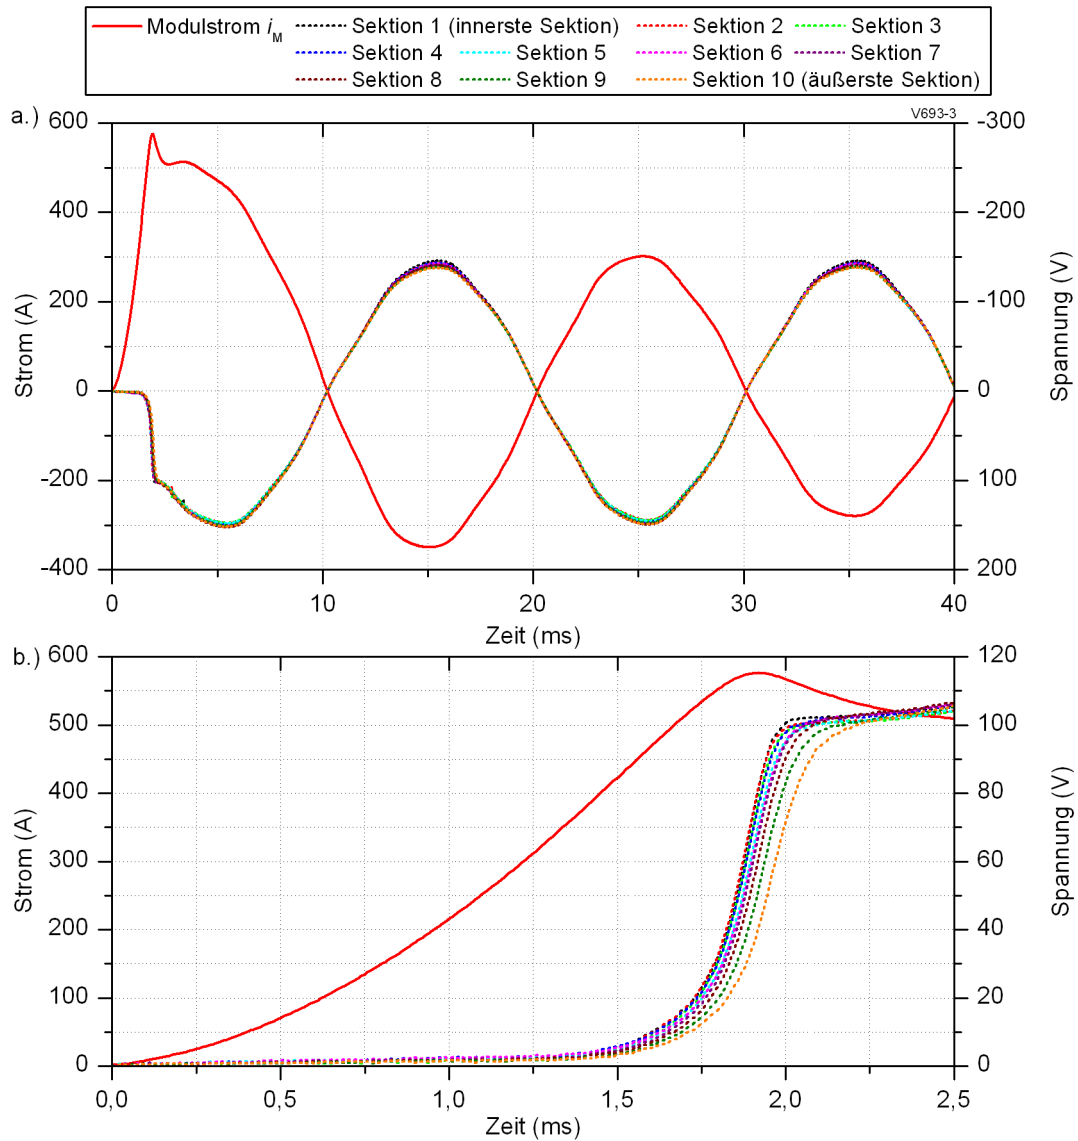 Modulstrom iM Sektion 1 (innerste Sektion) Sektion 2 Sektion 3
Sektion 4 Sektion 5 Sektion 6 Sektion 7
Sektion 8 Sektion 9 Sektion 10 (äußerste Sektion)
a.) V693-3
600 -300
400 -200
200 -100
0 0
-200 100
-400 200
Strom (A)
Spannung (V)
0 10 20 30 40
Zeit (ms)
b.)
600 120
500 100
400 80
300 60
200 40
100 20
0 0
Strom (A)
Spannung (V)
0,0 0,5 1,0 1,5 2,0 2,5
Zeit (ms)